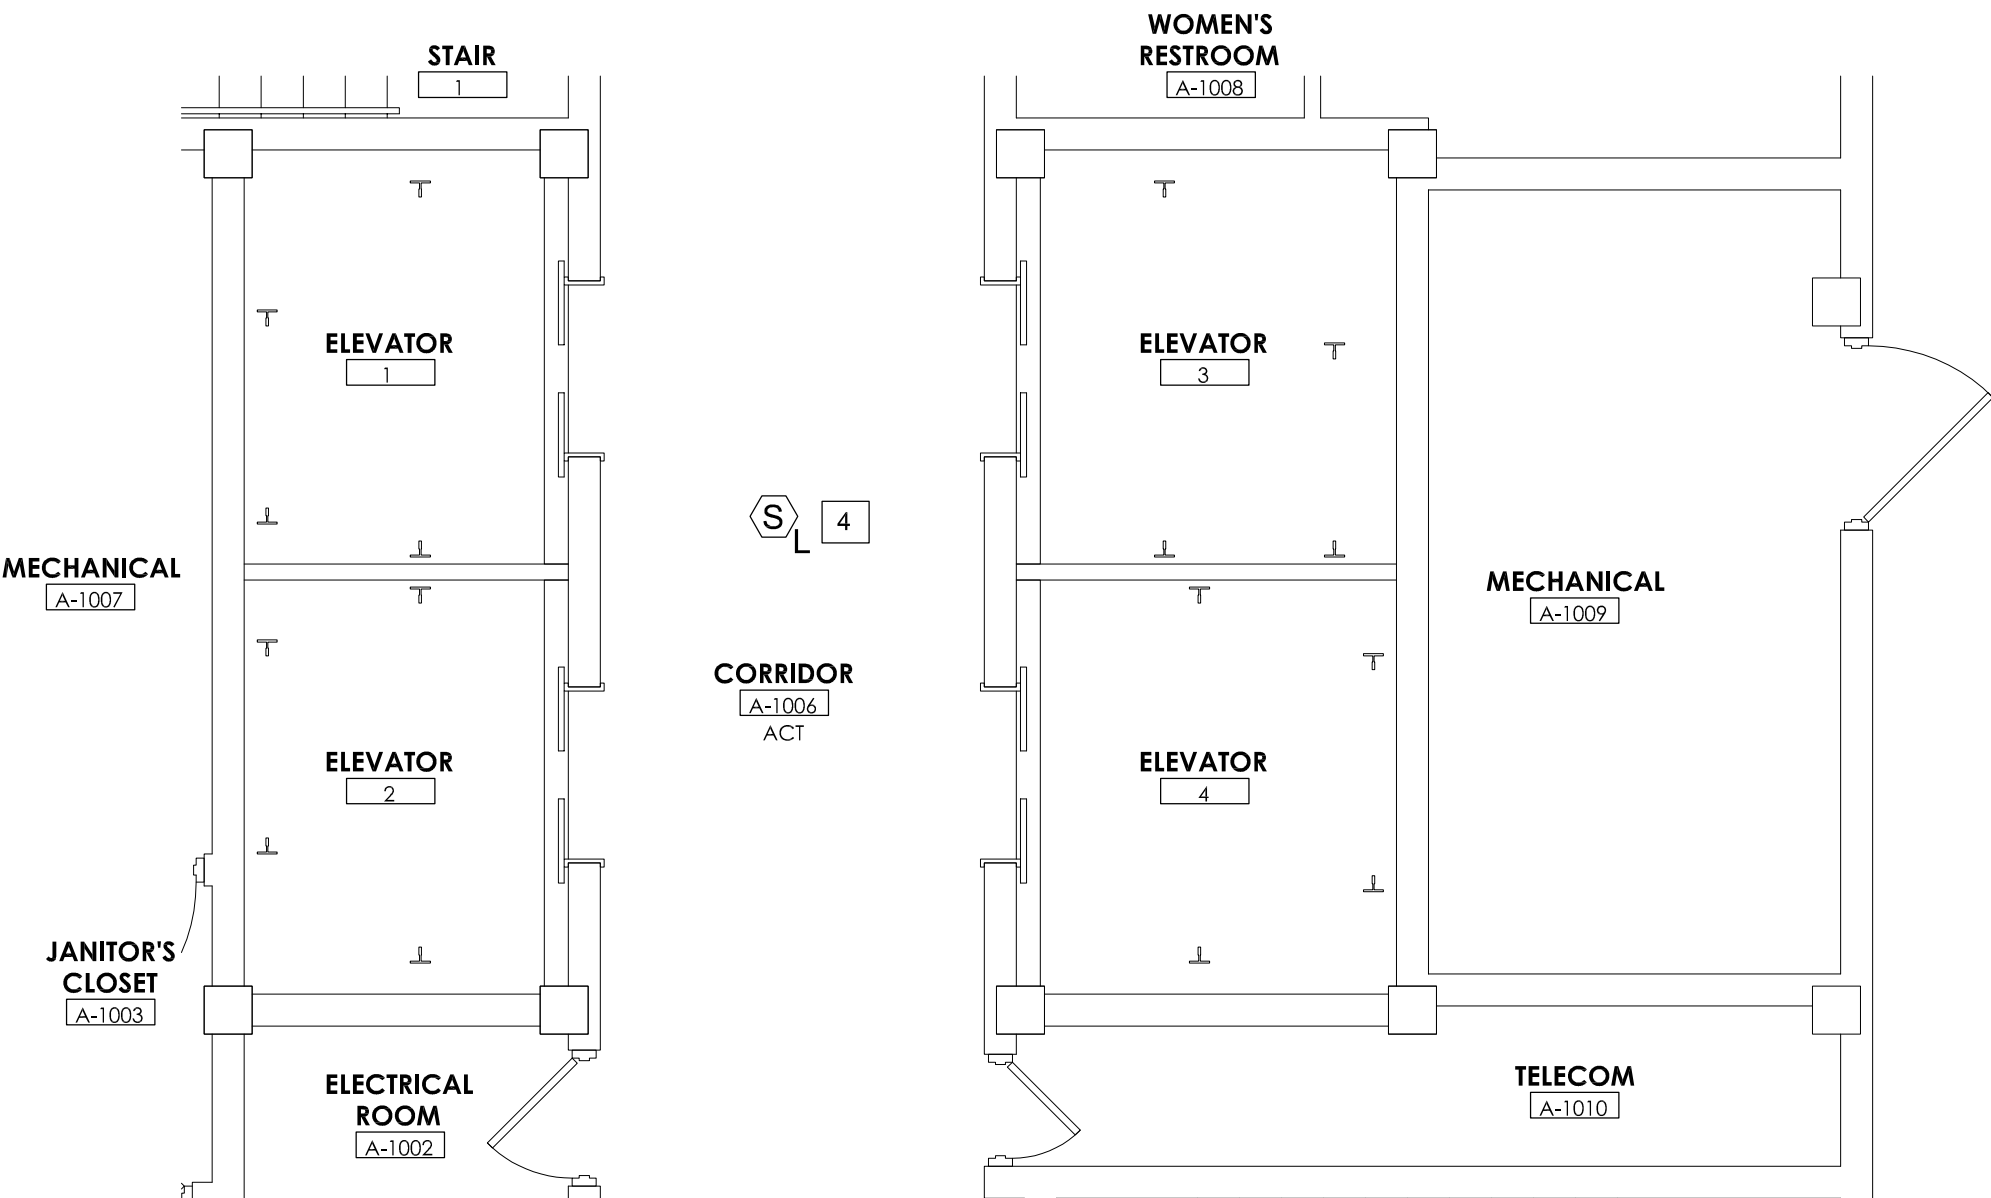 WOMEN'S
RESTROOM
A-1008
STAIR
1
ELEVATOR
1
ELEVATOR
3
S
L
4
MECHANICAL
A-1007
MECHANICAL
A-1009
CORRIDOR
A-1006
ACT
ELEVATOR
2
ELEVATOR
4
JANITOR'S
CLOSET
A-1003
ELECTRICAL
ROOM
A-1002
TELECOM
A-1010